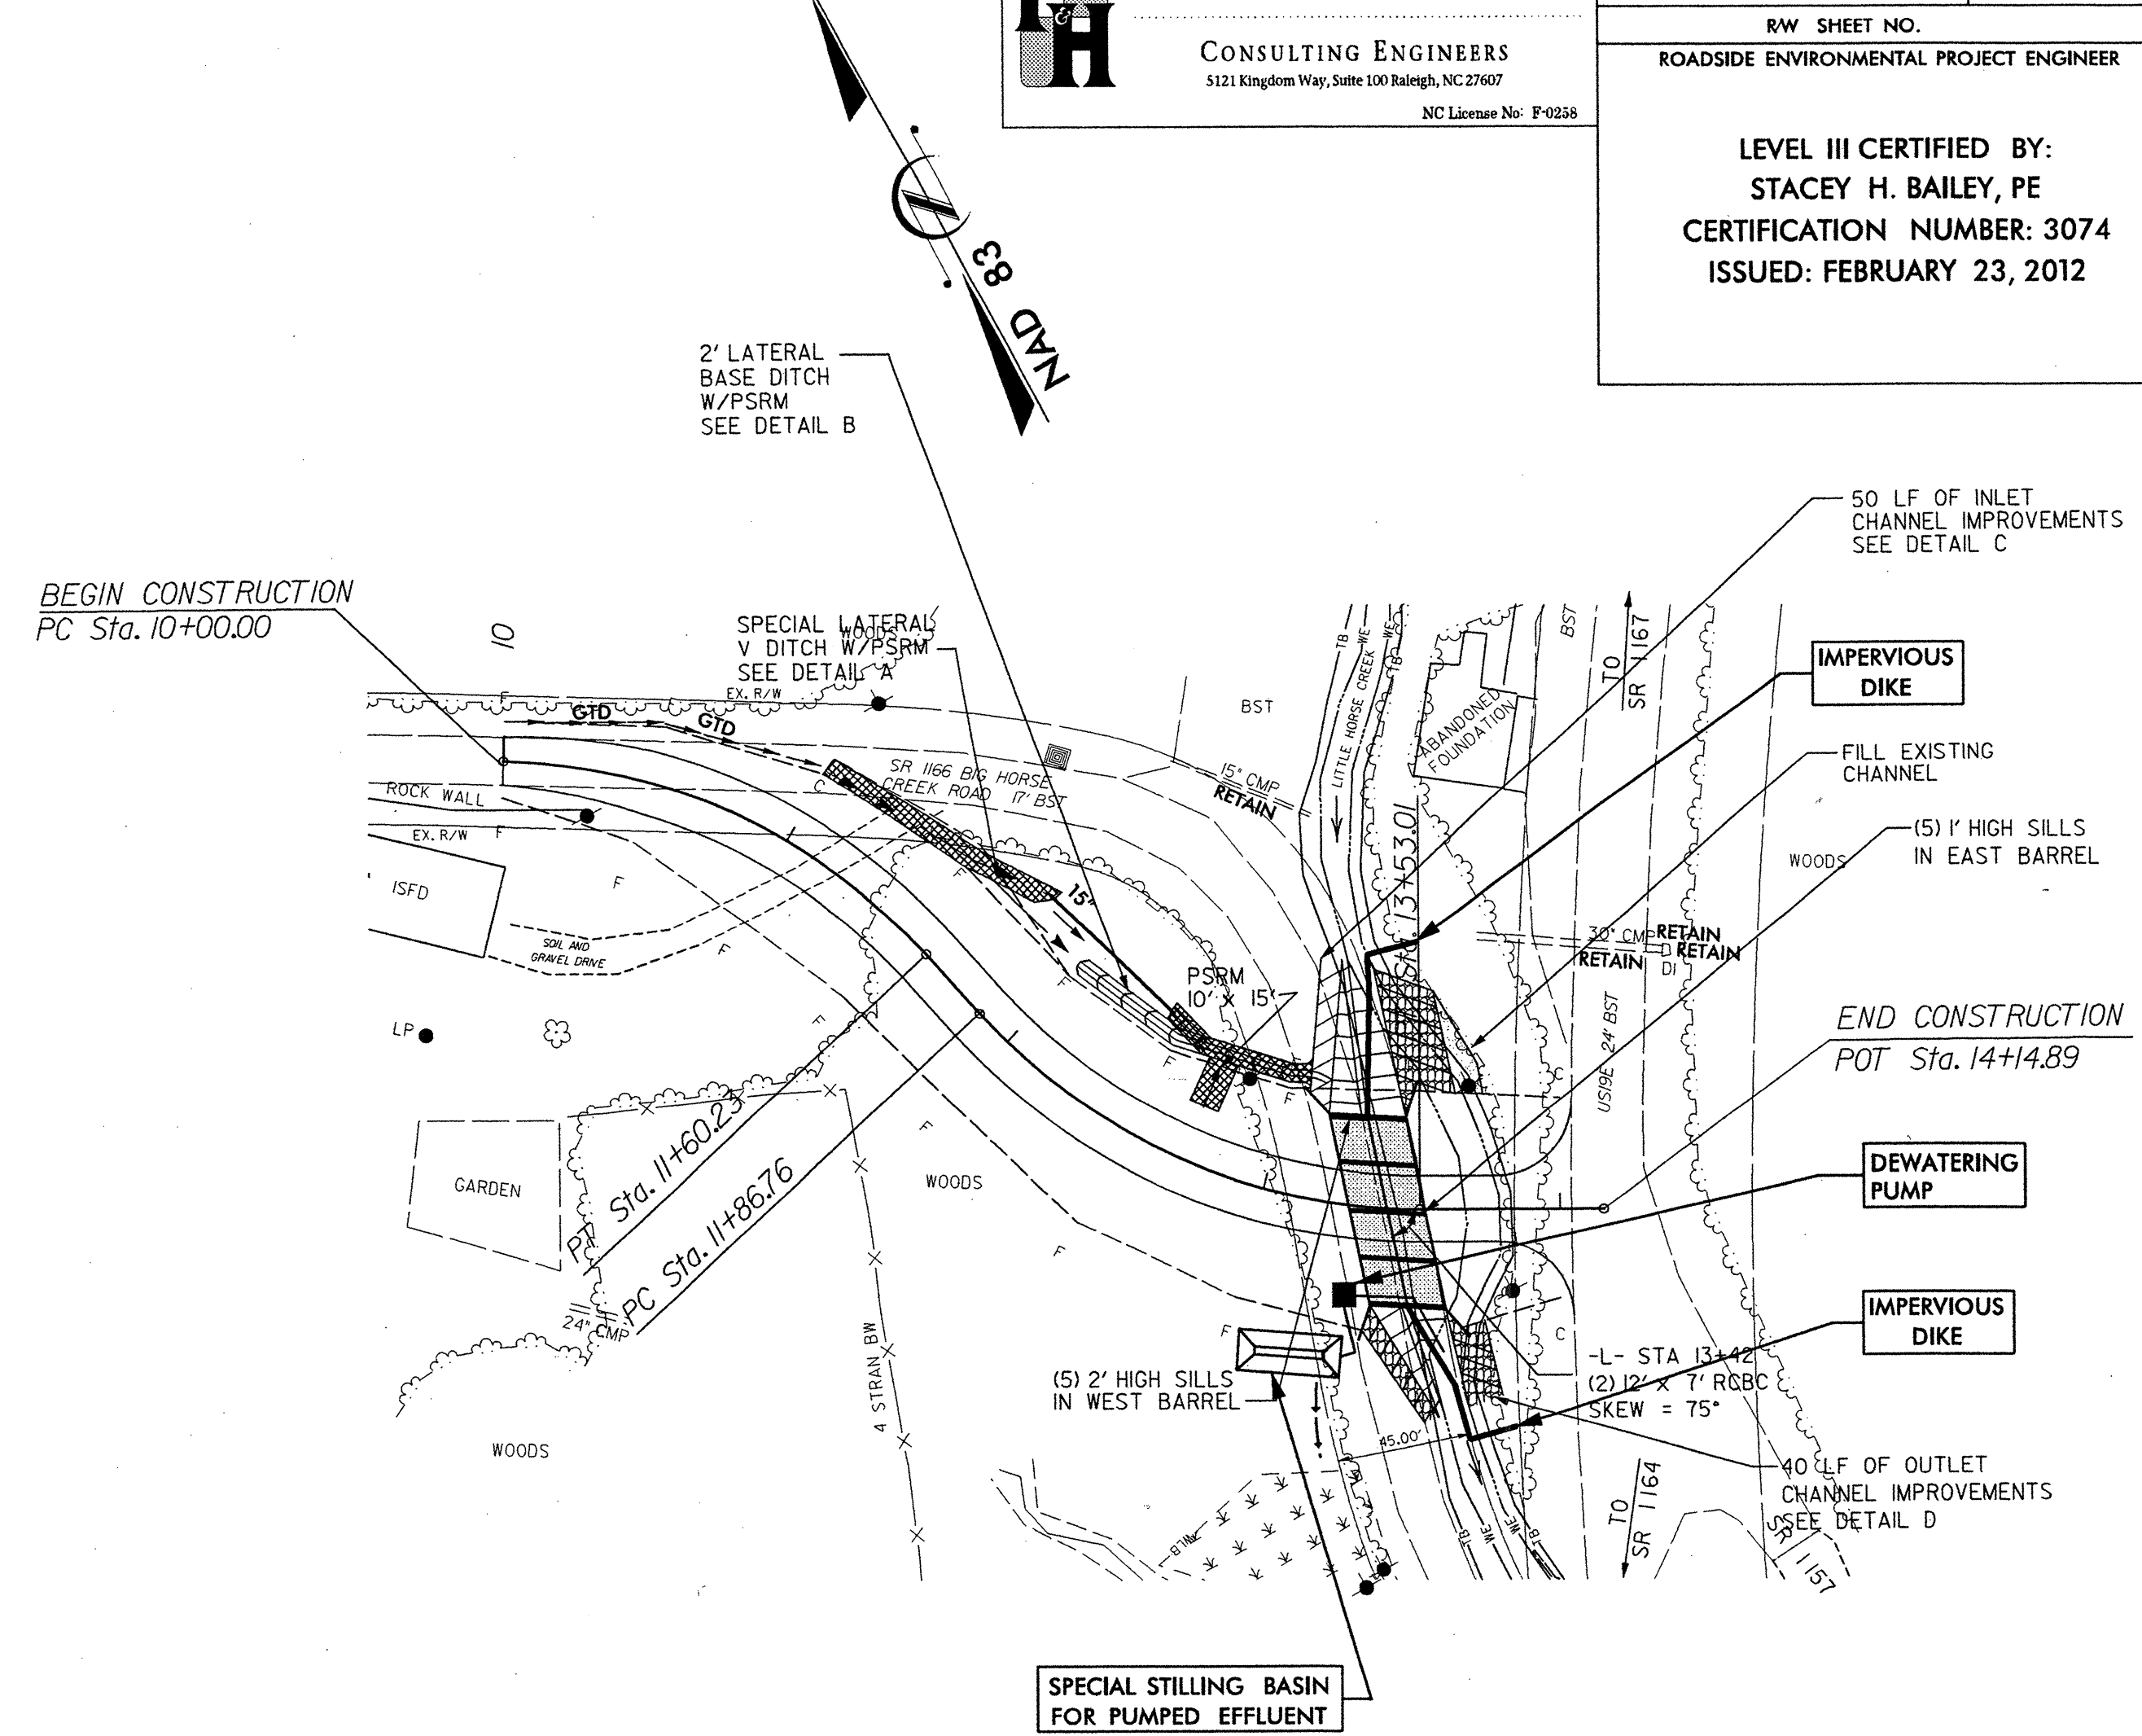 &
H
CONSULTING ENGINEERS
5121 Kingdom Way, Suite 100 Raleigh, NC 27607
NC License No: F-0258
R/W SHEET NO.
ROADSIDE ENVIRONMENTAL PROJECT ENGINEER
LEVEL III CERTIFIED BY:
STACEY H. BAILEY, PE
CERTIFICATION NUMBER: 3074
ISSUED: FEBRUARY 23, 2012
NAD 83
2' LATERAL
BASE DITCH
W/PSRM
SEE DETAIL B
50 LF OF INLET
CHANNEL IMPROVEMENTS
SEE DETAIL C
BEGIN CONSTRUCTION
PC Sta. 10+00.00
10
SPECIAL LATERAL
V DITCH W/PSRM
SEE DETAIL A
WOODS
EX. R/W
GTD
GTD
F
BST
TB
WE
LITTLE HORSE CREEK
WE
TB
ABANDONED
FOUNDATION
BST
TO
SR 1167
IMPERVIOUS
DIKE
FILL EXISTING
CHANNEL
(5) 1' HIGH SILLS
IN EAST BARREL
WOODS
ROCK WALL
EX. R/W
F
ISFD
F
SOIL AND
GRAVEL DRIVE
F
C
SR 1166 BIG HORSE
CREEK ROAD 17' BST
15" CMP
RETAIN
15"
F
F
PSRM
10' x 15'
Sta. 13+53.01
30" CMP
RETAIN
RETAIN
DI
RETAIN
US19E 24' BST
END CONSTRUCTION
POT Sta. 14+14.89
LP
F
F
F
C
GARDEN
PT Sta. 11+60.23
PC Sta. 11+86.76
24" CMP
F
WOODS
F
4 STRAN BW
DEWATERING
PUMP
IMPERVIOUS
DIKE
F
C
(5) 2' HIGH SILLS
IN WEST BARREL
-L- STA 13+42
(2) 12' x 7' RCBC
SKEW = 75°
45.00'
WOODS
WLB
TB
WE
WE
TB
TO
SR 1164
40 LF OF OUTLET
CHANNEL IMPROVEMENTS
SEE DETAIL D
SR 1157
SPECIAL STILLING BASIN
FOR PUMPED EFFLUENT